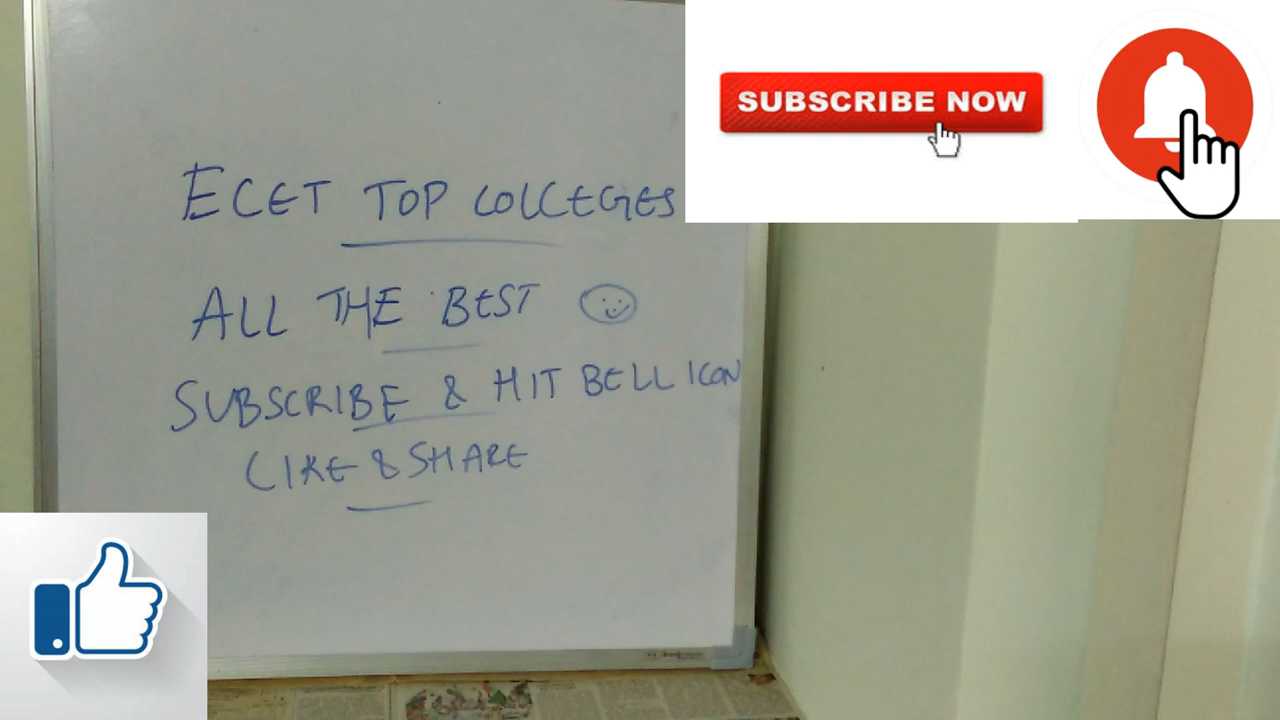 SUBSCRIBE NOW
ECET TOP COLLEGES
ALL THE BEST
SUBSCRIBE & HIT BELL ICON
LIKE & SHARE